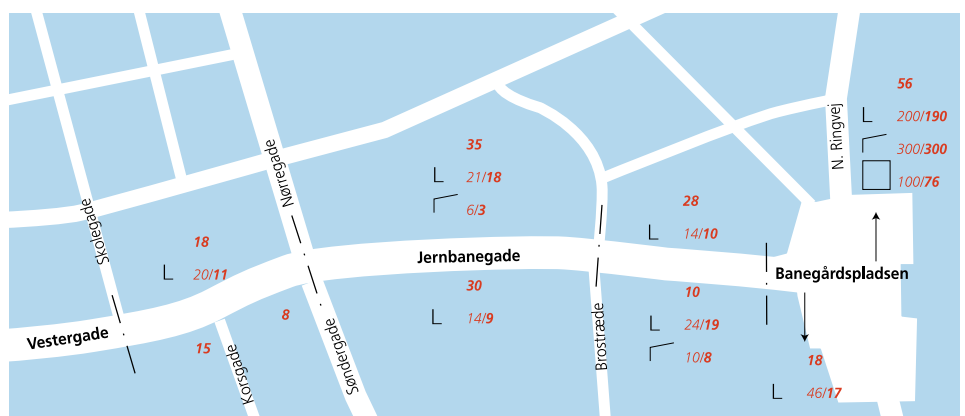 56
200/190
300/300
100/76
N. Ringvej
35
21/18
6/3
Nørregade
Skolegade
18
20/11
28
14/10
Jernbanegade
Banegårdspladsen
30
14/9
10
24/19
10/8
8
Vestergade
15
Korsgade
Søndergade
Brostræde
18
46/17